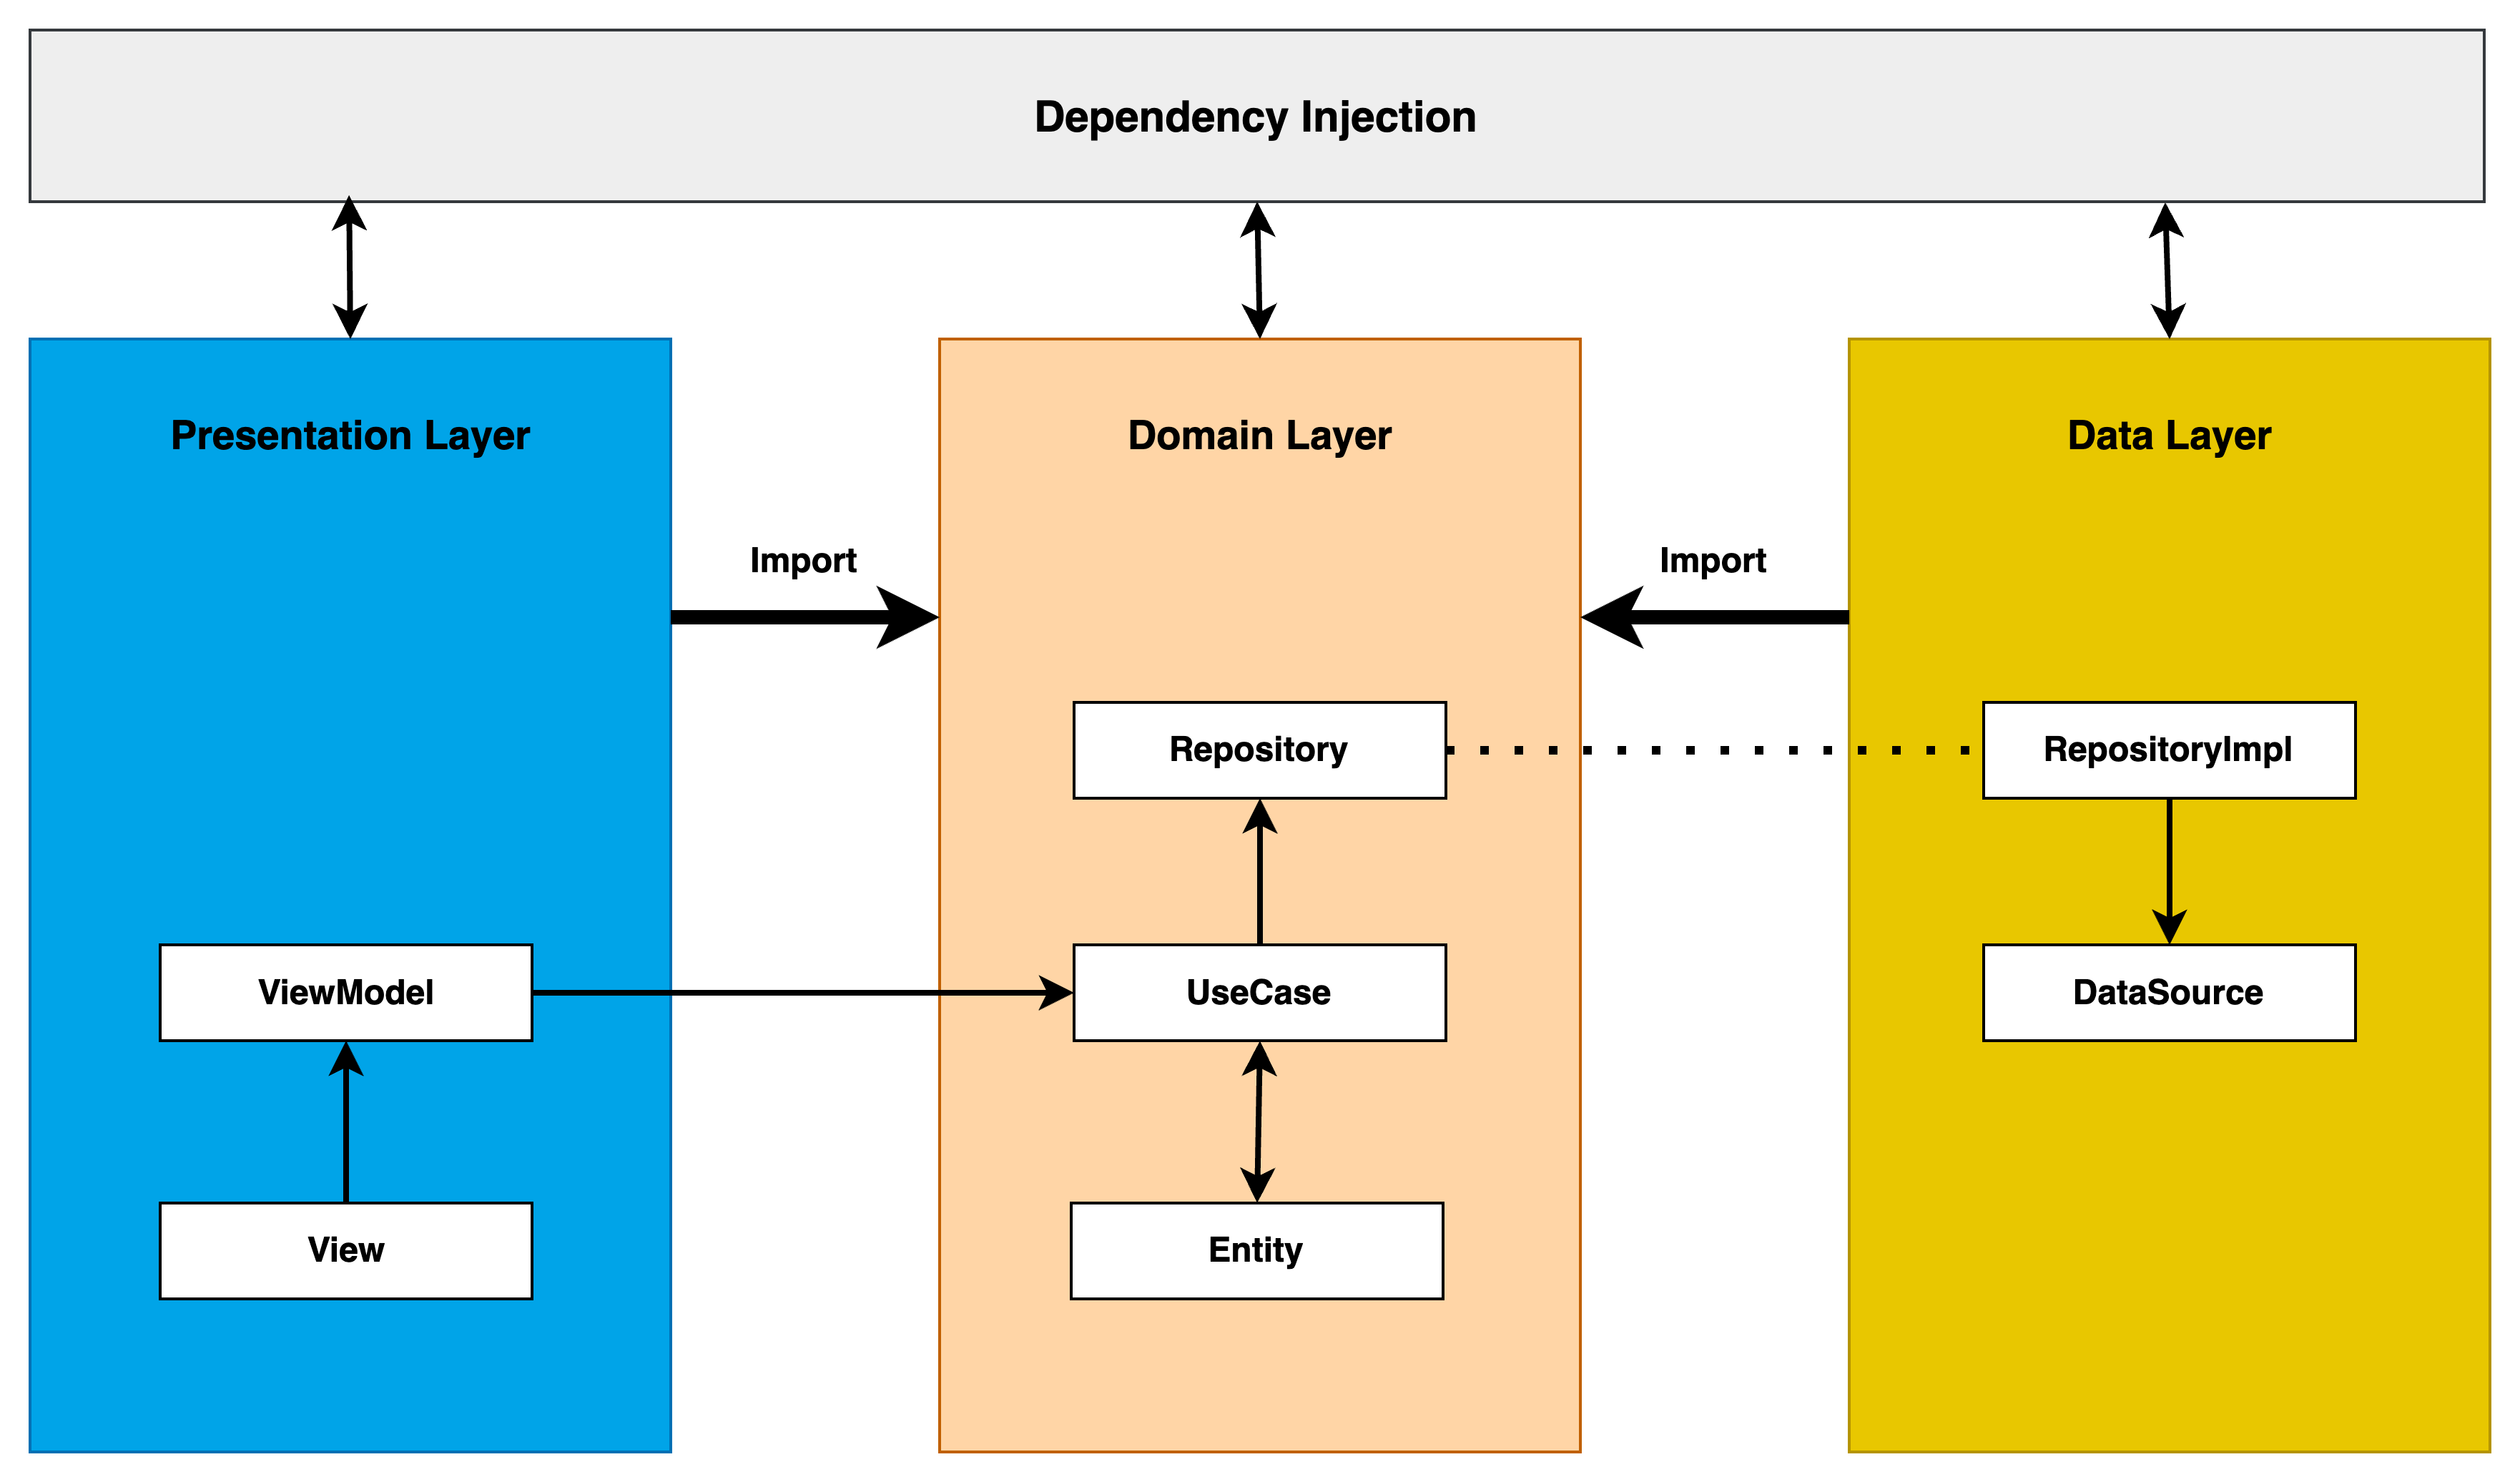 Dependency Injection
Presentation Layer
Domain Layer
Data Layer
Import
Import
Repository
RepositoryImpl
ViewModel
UseCase
DataSource
View
Entity